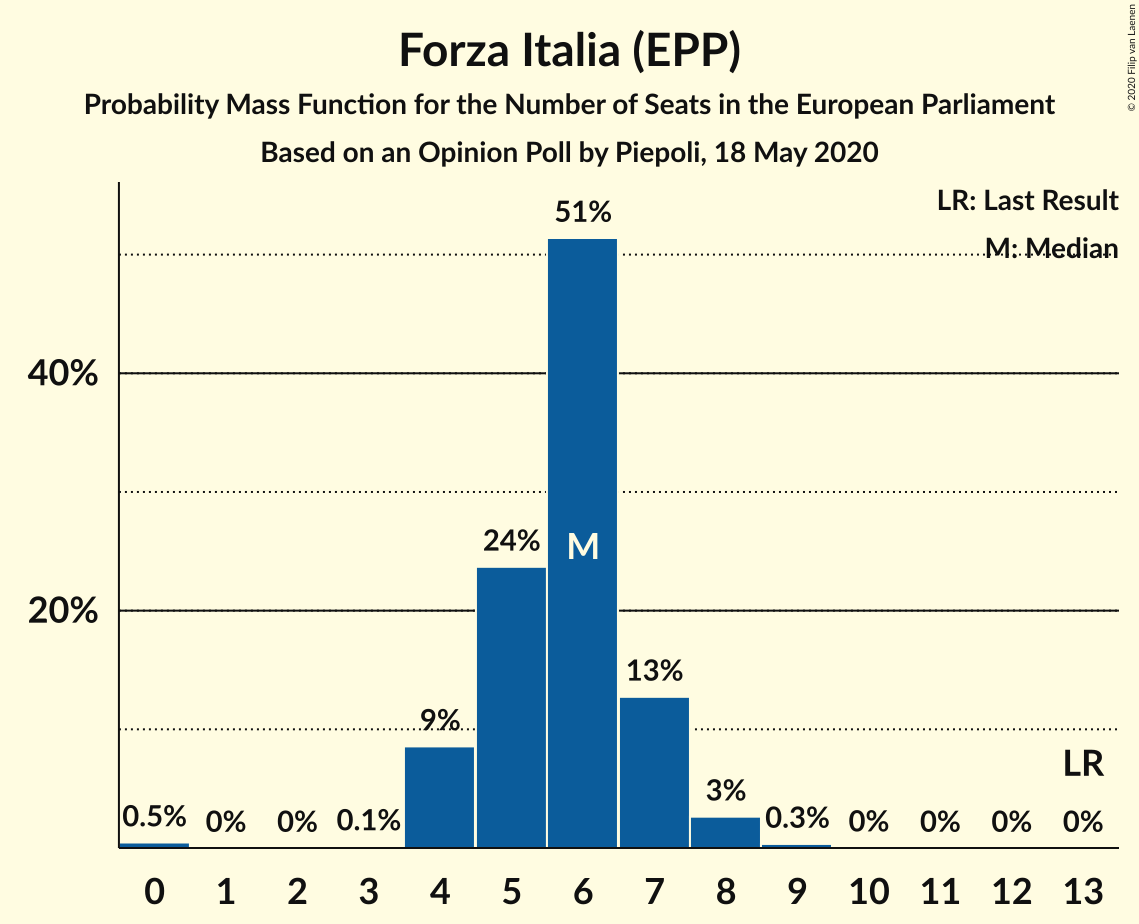 Forza Italia (EPP)
Probability Mass Function for the Number of Seats in the European Parliament
Based on an Opinion Poll by Piepoli, 18 May 2020
© 2020 Filip van Laenen
LR: Last Result
M: Median
51%
40%
24%
M
20%
13%
9%
LR
3%
0.5% 0% 0% 0.1% 0.3% 0% 0% 0% 0%
0 1 2 3 4 5 6 7 8 9 10 11 12 13